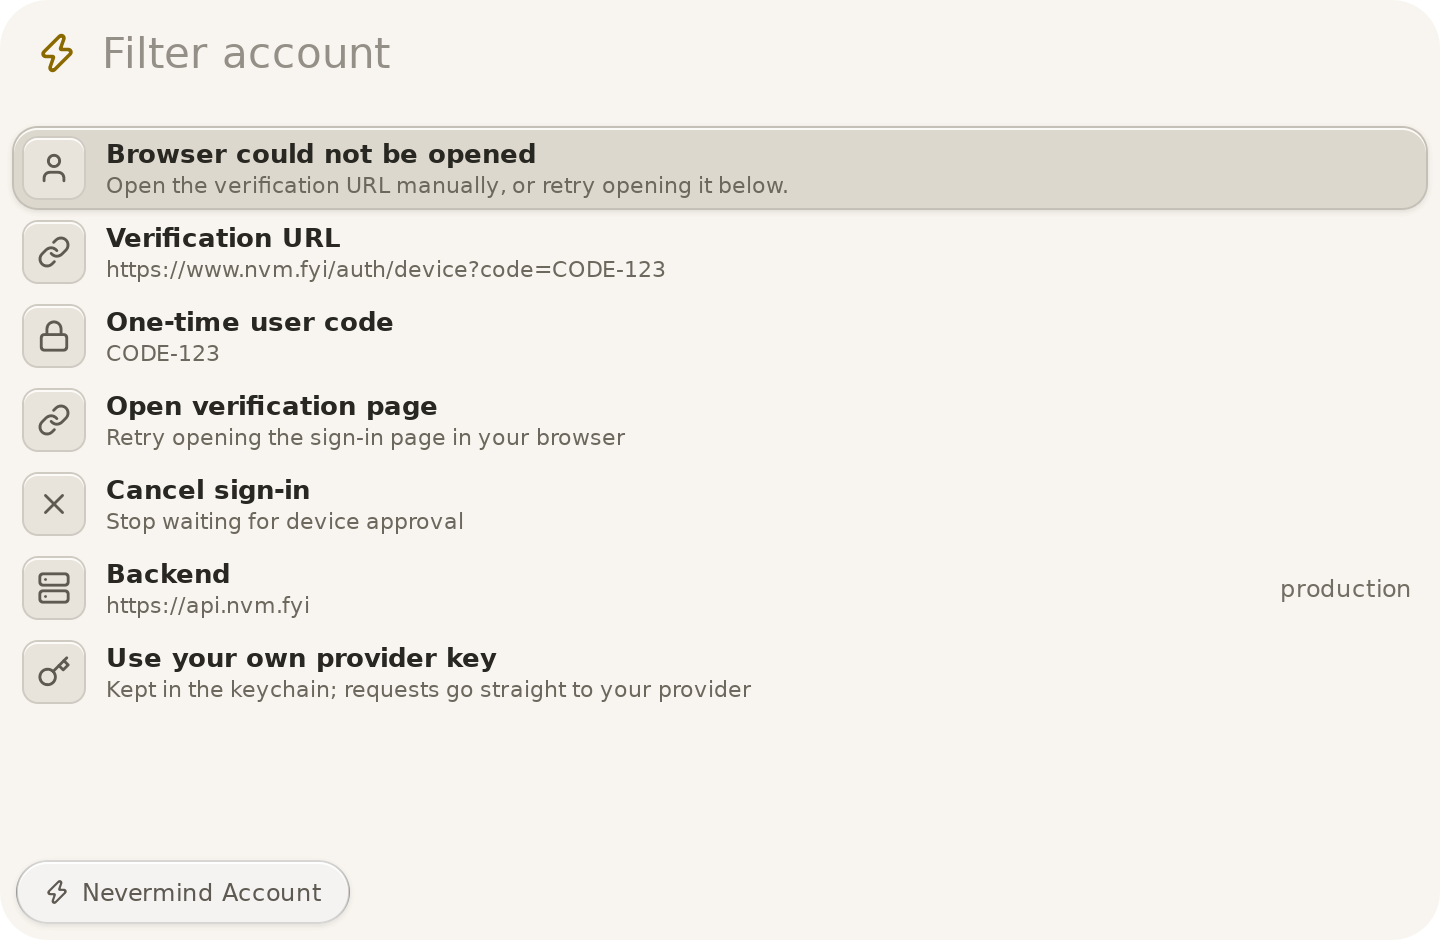 Filter account
Browser could not be opened
Open the verification URL manually, or retry opening it below.
Verification URL
https://www.nvm.fyi/auth/device?code=CODE-123
One-time user code
CODE-123
Open verification page
Retry opening the sign-in page in your browser
Cancel sign-in
Stop waiting for device approval
Backend
https://api.nvm.fyi
production
Use your own provider key
Kept in the keychain; requests go straight to your provider
Nevermind Account